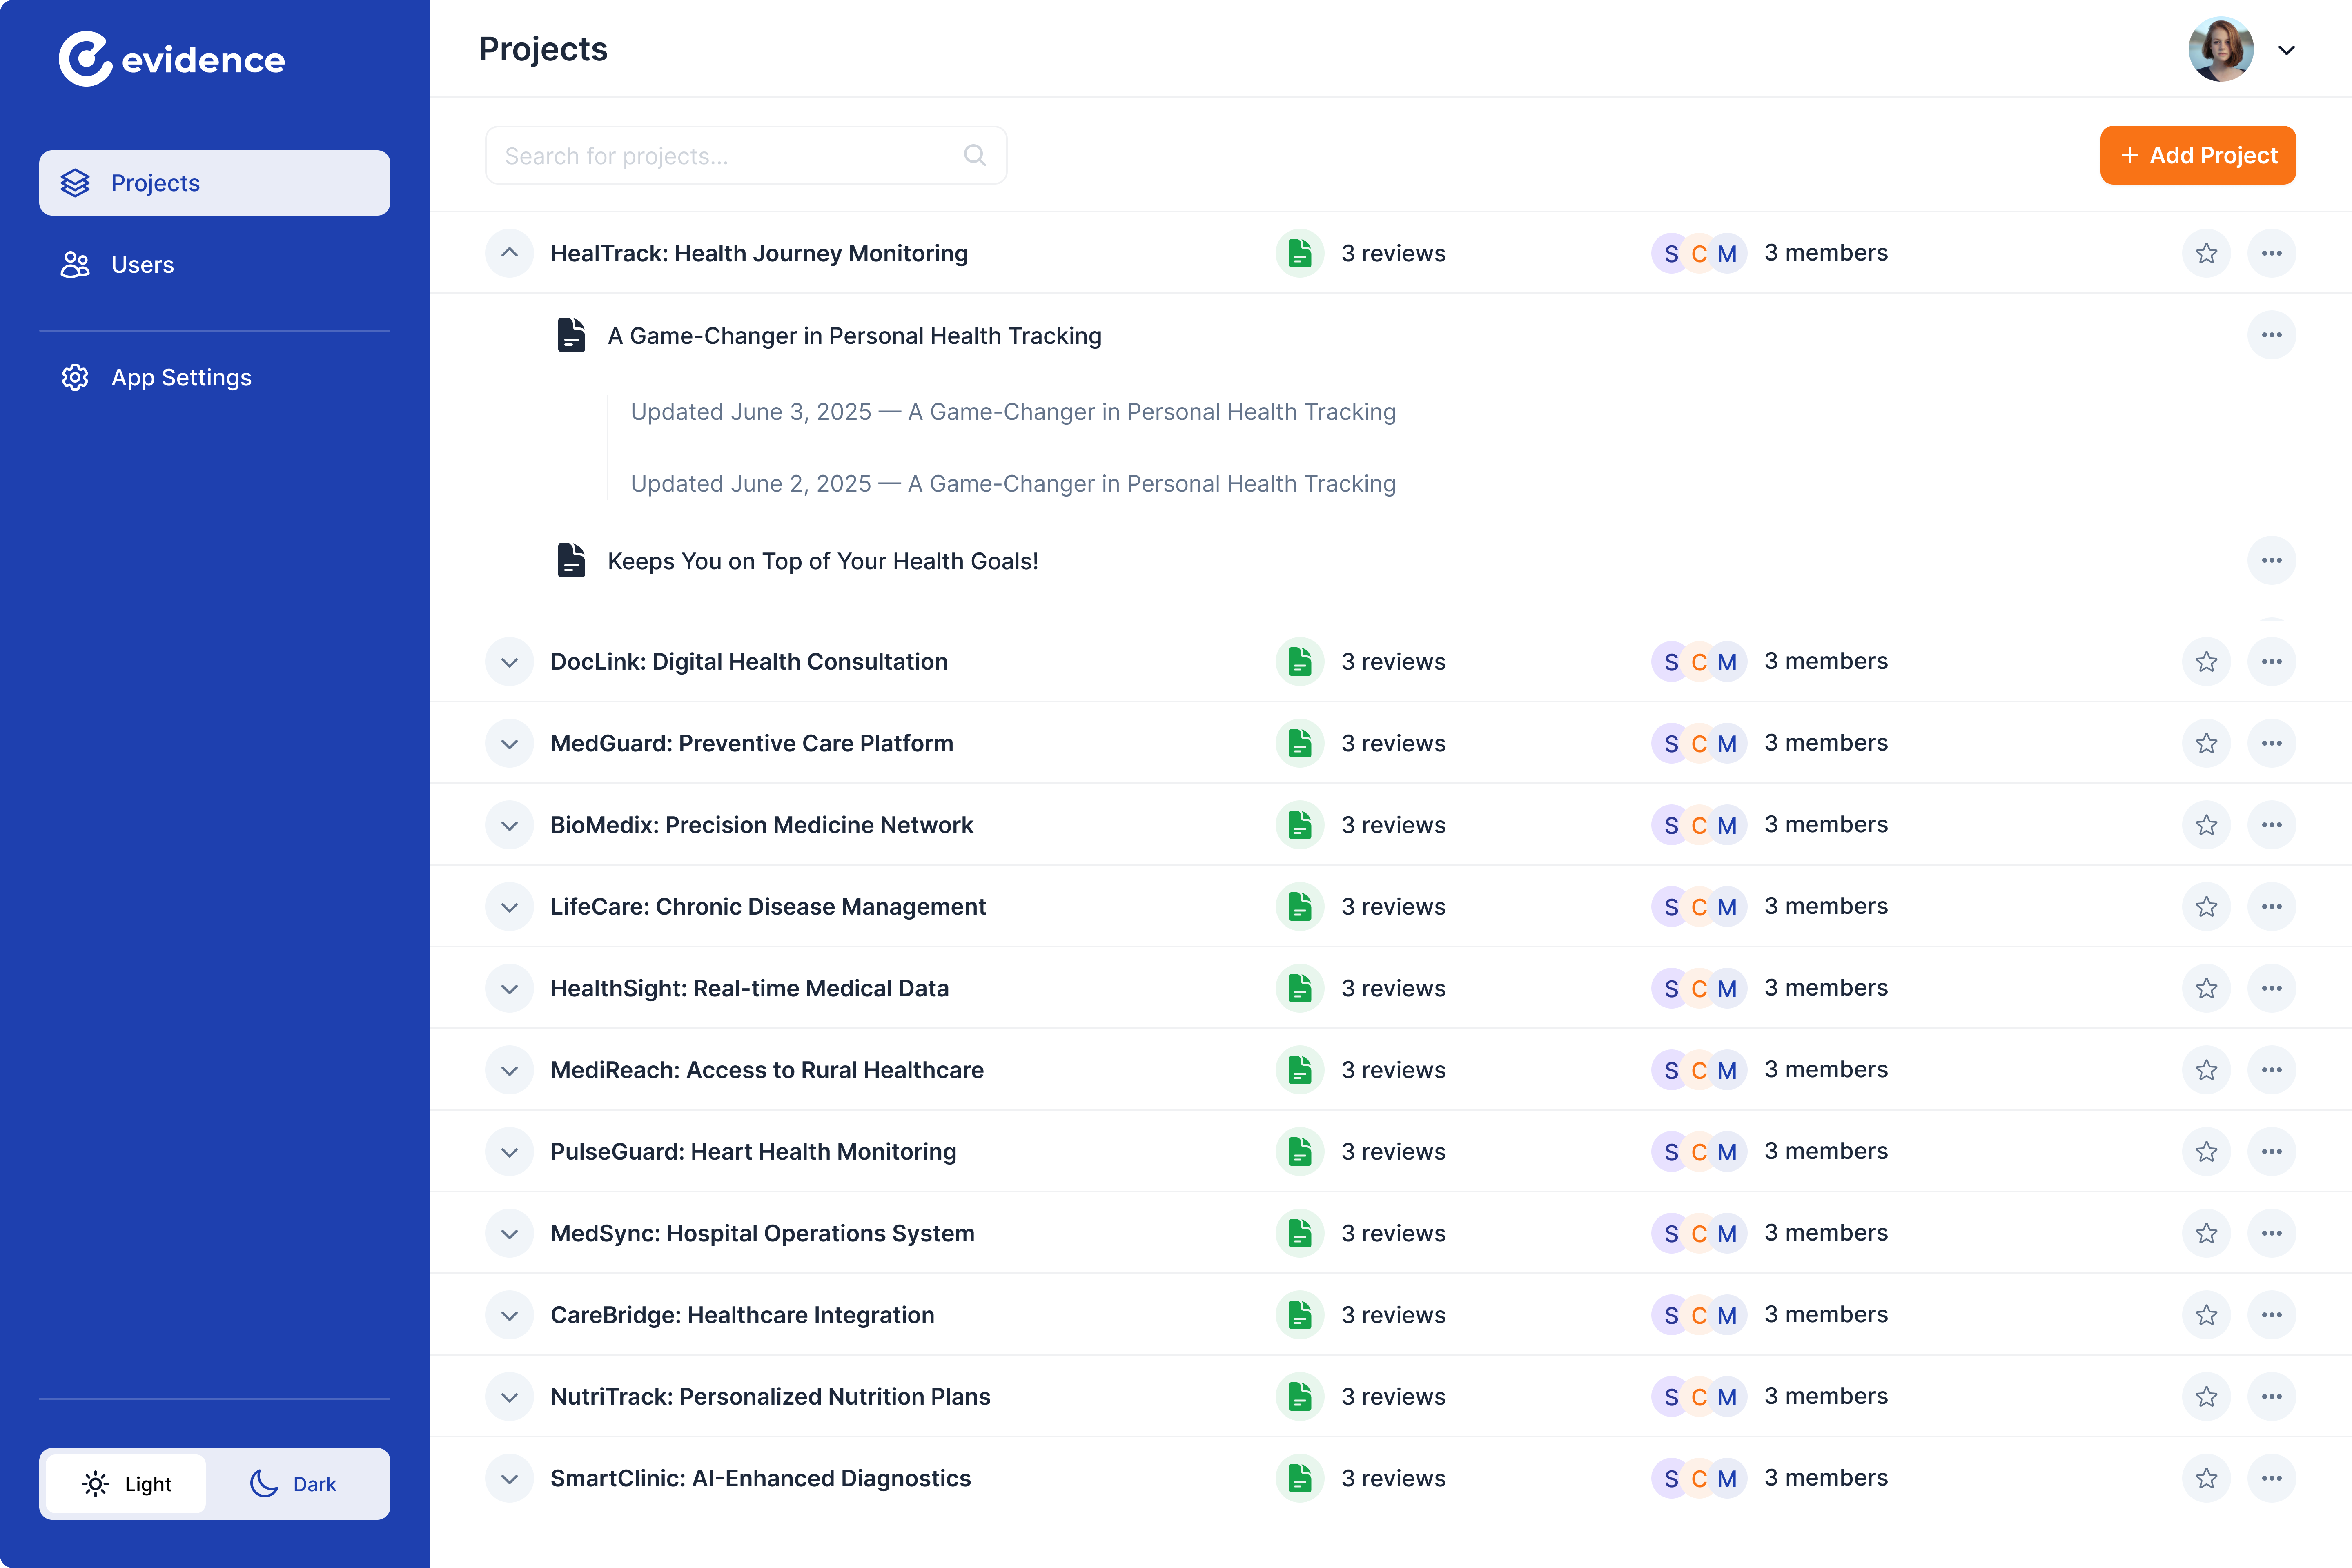 evidence
Projects
Users
App Settings
Light
Dark
Projects
Search for projects...
+ Add Project
HealTrack: Health Journey Monitoring 3 reviews S C M 3 members
A Game-Changer in Personal Health Tracking
Updated June 3, 2025 — A Game-Changer in Personal Health Tracking
Updated June 2, 2025 — A Game-Changer in Personal Health Tracking
Keeps You on Top of Your Health Goals!
DocLink: Digital Health Consultation 3 reviews S C M 3 members
MedGuard: Preventive Care Platform 3 reviews S C M 3 members
BioMedix: Precision Medicine Network 3 reviews S C M 3 members
LifeCare: Chronic Disease Management 3 reviews S C M 3 members
HealthSight: Real-time Medical Data 3 reviews S C M 3 members
MediReach: Access to Rural Healthcare 3 reviews S C M 3 members
PulseGuard: Heart Health Monitoring 3 reviews S C M 3 members
MedSync: Hospital Operations System 3 reviews S C M 3 members
CareBridge: Healthcare Integration 3 reviews S C M 3 members
NutriTrack: Personalized Nutrition Plans 3 reviews S C M 3 members
SmartClinic: AI-Enhanced Diagnostics 3 reviews S C M 3 members